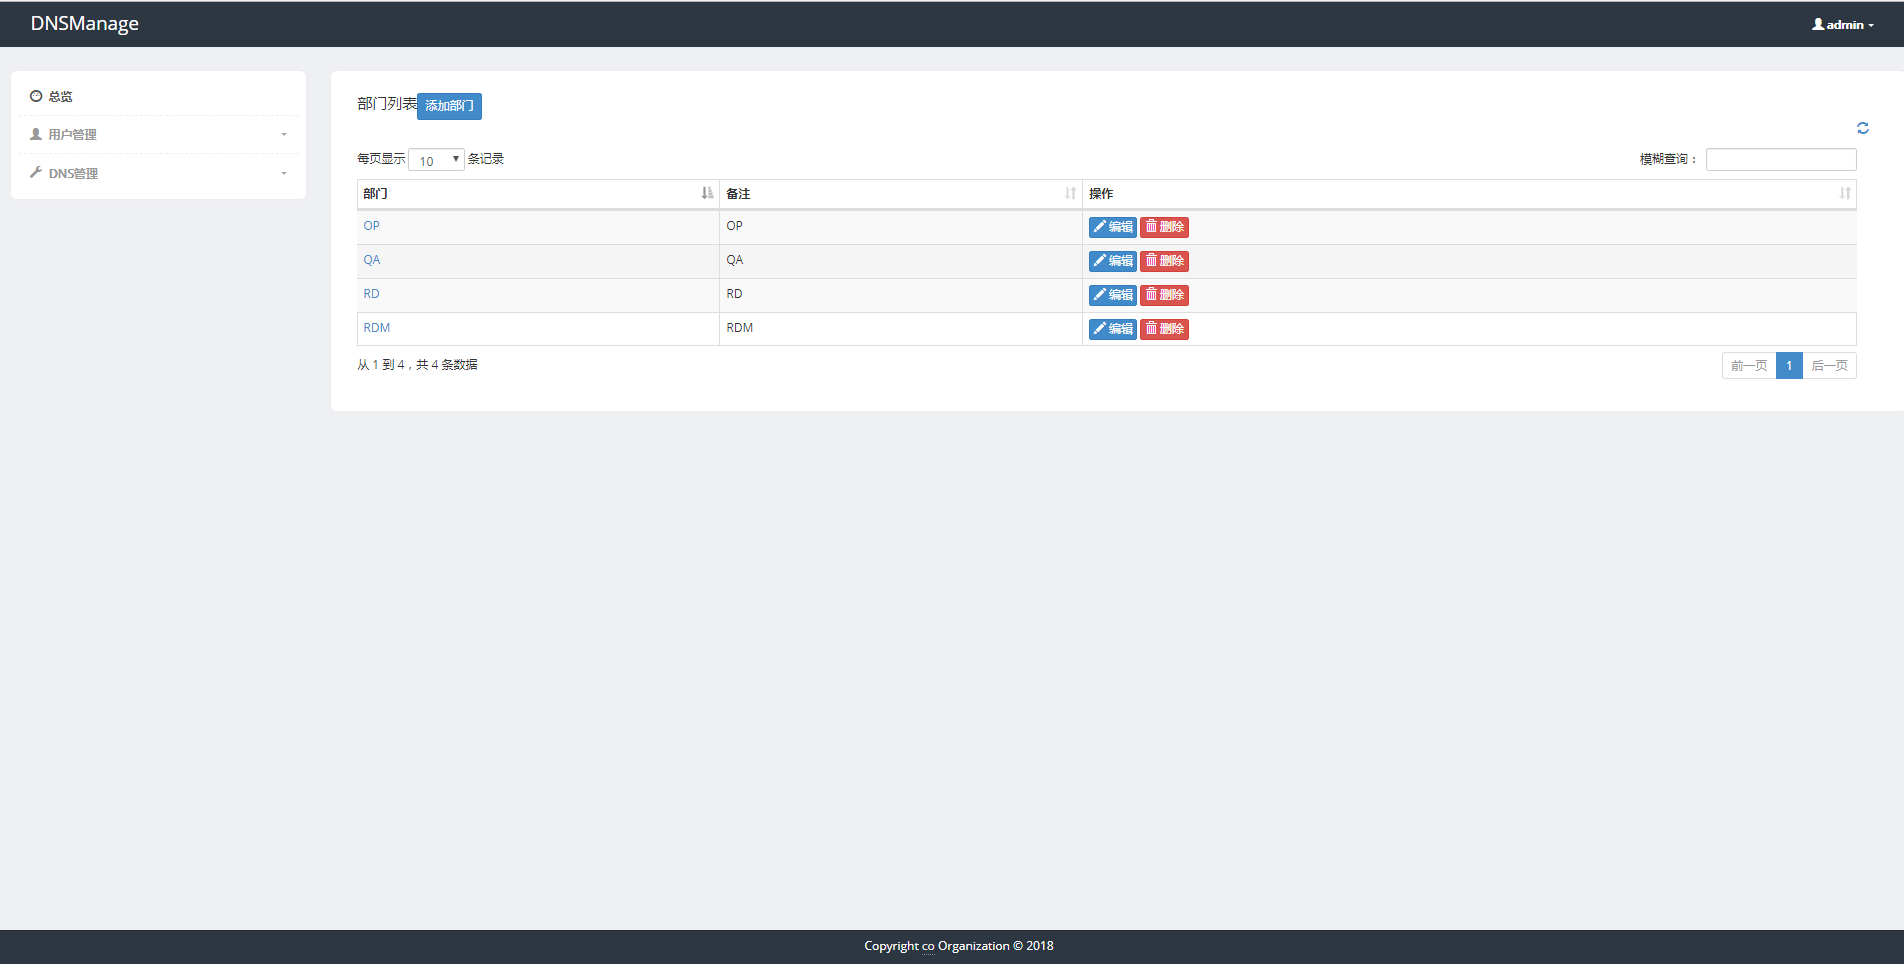 DNSManage
admin
总览
用户管理
DNS管理
部门列表 添加部门
每页显示 10 条记录
模糊查询：
部门 备注 操作
OP OP 编辑 删除
QA QA 编辑 删除
RD RD 编辑 删除
RDM RDM 编辑 删除
从 1 到 4，共 4 条数据
前一页 1 后一页
Copyright co Organization © 2018